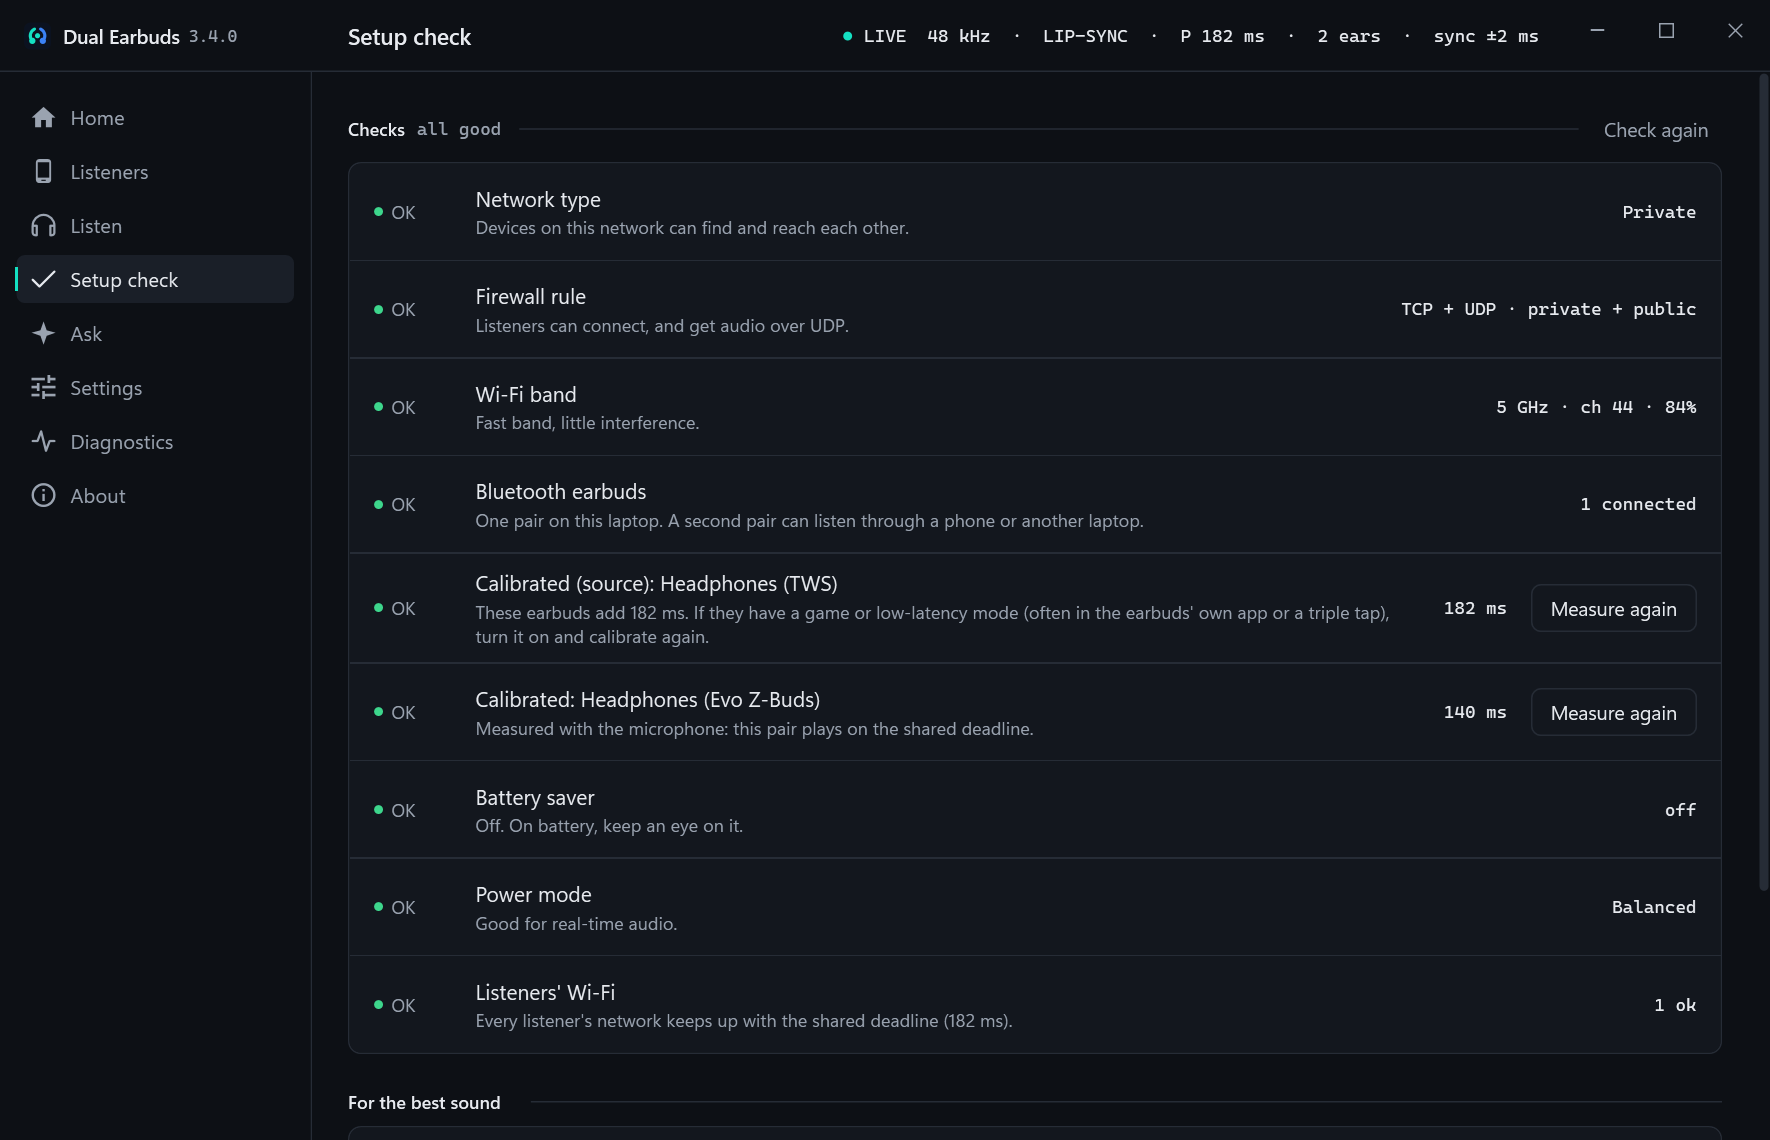 Dual Earbuds 3.4.0
Setup check
LIVE 48 kHz · LIP-SYNC · P 182 ms · 2 ears · sync ±2 ms
Home
Listeners
Listen
Setup check
Ask
Settings
Diagnostics
About
Checks all good
Check again
OK
Network type
Devices on this network can find and reach each other.
Private
OK
Firewall rule
Listeners can connect, and get audio over UDP.
TCP + UDP · private + public
OK
Wi-Fi band
Fast band, little interference.
5 GHz · ch 44 · 84%
OK
Bluetooth earbuds
One pair on this laptop. A second pair can listen through a phone or another laptop.
1 connected
OK
Calibrated (source): Headphones (TWS)
These earbuds add 182 ms. If they have a game or low-latency mode (often in the earbuds' own app or a triple tap),
turn it on and calibrate again.
182 ms
Measure again
OK
Calibrated: Headphones (Evo Z-Buds)
Measured with the microphone: this pair plays on the shared deadline.
140 ms
Measure again
OK
Battery saver
Off. On battery, keep an eye on it.
off
OK
Power mode
Good for real-time audio.
Balanced
OK
Listeners' Wi-Fi
Every listener's network keeps up with the shared deadline (182 ms).
1 ok
For the best sound